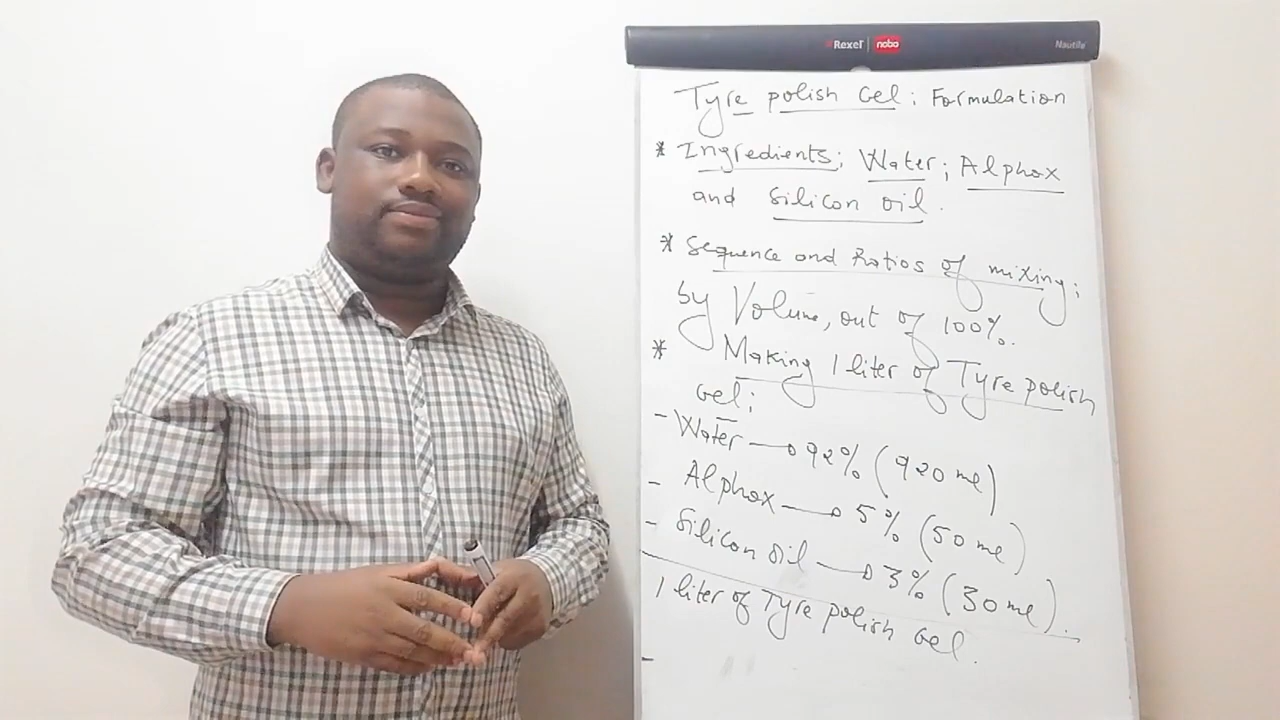 Rexel nobo Nautile
Tyre polish Gel: Formulation
* Ingredients; Water; Alphox
and Silicon oil.
* Sequence and Ratios of mixing;
by Volume, out of 100%.
* Making 1 liter of Tyre polish
Gel;
- Water → 92% (920 ml)
- Alphox → 5% (50 ml)
- Silicon oil → 3% (30 ml).
1 liter of Tyre polish Gel.